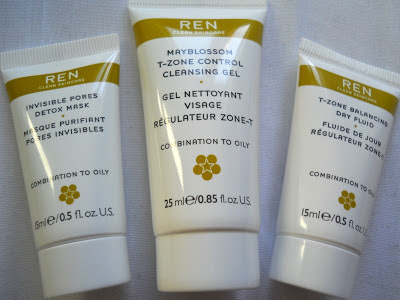 REN
CLEAN SKINCARE
INVISIBLE PORES
DETOX MASK
MASQUE PURIFIANT
PORES INVISIBLES
COMBINATION TO OILY
15ml e/0.5 fl.oz. U.S.
REN
CLEAN SKINCARE
MAYBLOSSOM
T-ZONE CONTROL
CLEANSING GEL
GEL NETTOYANT
VISAGE
RÉGULATEUR ZONE-T
COMBINATION TO OILY
25 ml e/0.85 fl.oz. U.S.
REN
CLEAN SKINCARE
T-ZONE BALANCING
DAY FLUID
FLUIDE DE JOUR
RÉGULATEUR ZONE-T
COMBINATION TO OILY
15ml e/0.5 fl.oz. U.S.